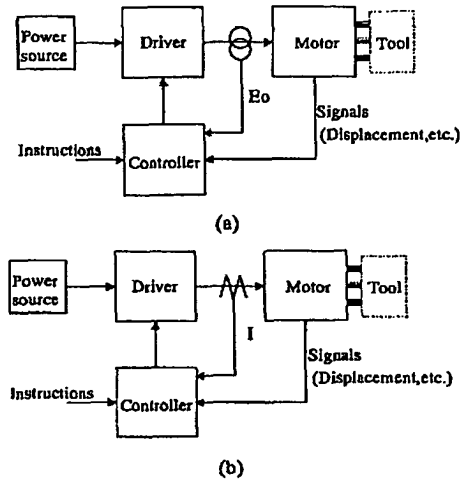 Power
source
Driver
Motor
Tool
Eo
Signals
(Displacement,etc.)
Instructions
Controller
(a)
Power
source
Driver
Motor
Tool
I
Signals
(Displacement,etc.)
Instructions
Controller
(b)